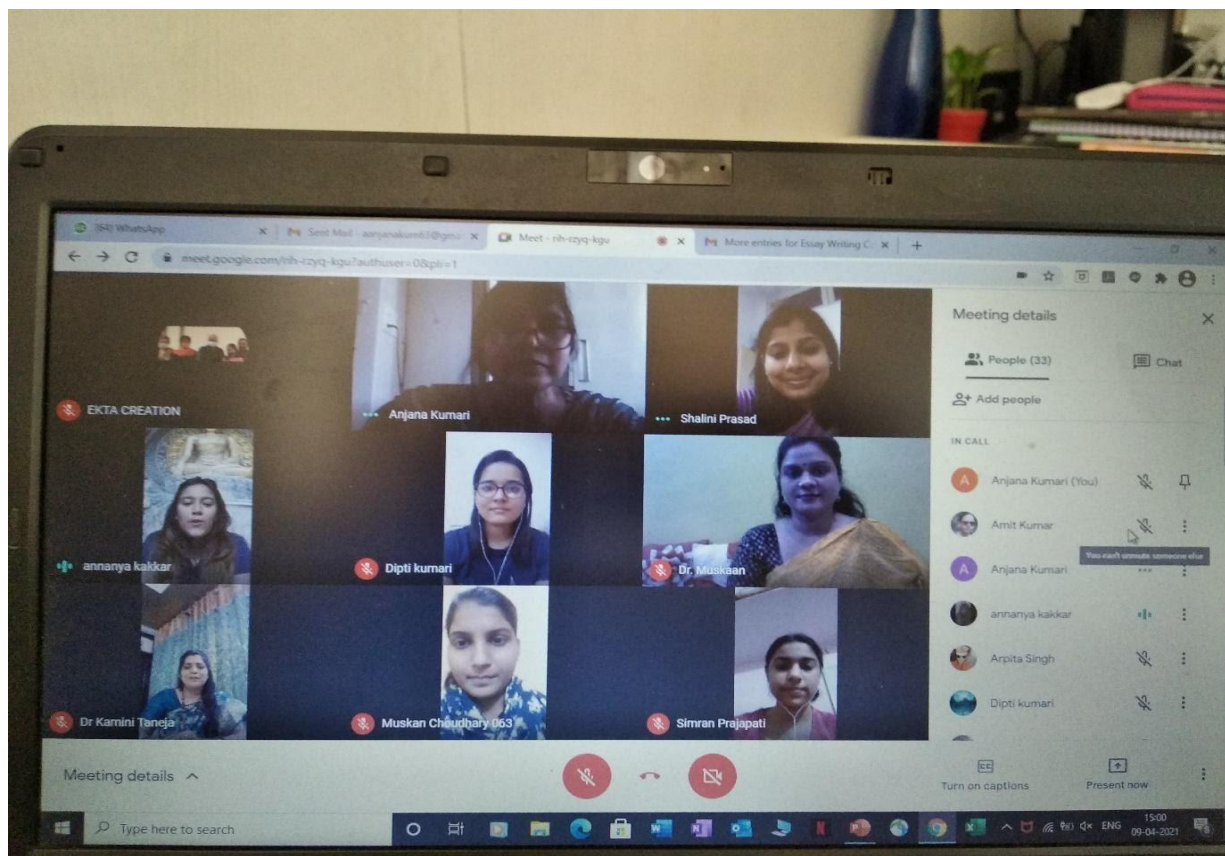 (64) WhatsApp
Sent Mail - aanjanakum63@gma
Meet - nh-rzyq-kgu
More entries for Essay Writing C
meet.google.com/nh-rzyq-kgu?authuser=0&pli=1
EKTA CREATION
Anjana Kumari
Shalini Prasad
annanya kakkar
Dipti kumari
Dr. Muskaan
Dr Kamini Taneja
Muskan Choudhary 063
Simran Prajapati
Meeting details
People (33)
Chat
Add people
IN CALL
Anjana Kumari (You)
Amit Kumar
You can't unmute someone else
Anjana Kumari
annanya kakkar
Arpita Singh
Dipti kumari
Meeting details
Turn on captions
Present now
Type here to search
ENG
15:00
09-04-2021